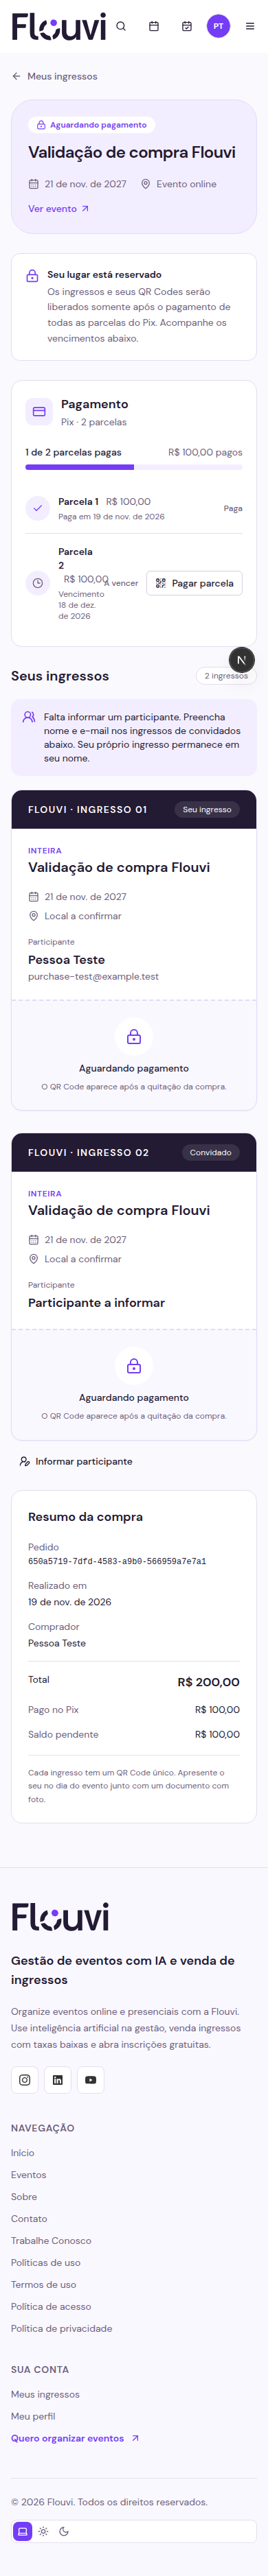 Flouvi
PT
Meus ingressos
Aguardando pagamento
Validação de compra Flouvi
21 de nov. de 2027
Evento online
Ver evento
Seu lugar está reservado
Os ingressos e seus QR Codes serão
liberados somente após o pagamento de
todas as parcelas do Pix. Acompanhe os
vencimentos abaixo.
Pagamento
Pix · 2 parcelas
1 de 2 parcelas pagas
R$ 100,00 pagos
Parcela 1 R$ 100,00
Paga em 19 de nov. de 2026
Paga
Parcela
2
R$ 100,00
Vencimento
18 de dez.
de 2026
A vencer
Pagar parcela
Seus ingressos
2 ingressos
N
Falta informar um participante. Preencha
nome e e-mail nos ingressos de convidados
abaixo. Seu próprio ingresso permanece em
seu nome.
FLOUVI · INGRESSO 01
Seu ingresso
INTEIRA
Validação de compra Flouvi
21 de nov. de 2027
Local a confirmar
Participante
Pessoa Teste
purchase-test@example.test
Aguardando pagamento
O QR Code aparece após a quitação da compra.
FLOUVI · INGRESSO 02
Convidado
INTEIRA
Validação de compra Flouvi
21 de nov. de 2027
Local a confirmar
Participante
Participante a informar
Aguardando pagamento
O QR Code aparece após a quitação da compra.
Informar participante
Resumo da compra
Pedido
650a5719-7dfd-4583-a9b0-566959a7e7a1
Realizado em
19 de nov. de 2026
Comprador
Pessoa Teste
Total
R$ 200,00
Pago no Pix
R$ 100,00
Saldo pendente
R$ 100,00
Cada ingresso tem um QR Code único. Apresente o
seu no dia do evento junto com um documento com
foto.
Flouvi
Gestão de eventos com IA e venda de
ingressos
Organize eventos online e presenciais com a Flouvi.
Use inteligência artificial na gestão, venda ingressos
com taxas baixas e abra inscrições gratuitas.
NAVEGAÇÃO
Início
Eventos
Sobre
Contato
Trabalhe Conosco
Políticas de uso
Termos de uso
Política de acesso
Política de privacidade
SUA CONTA
Meus ingressos
Meu perfil
Quero organizar eventos
© 2026 Flouvi. Todos os direitos reservados.